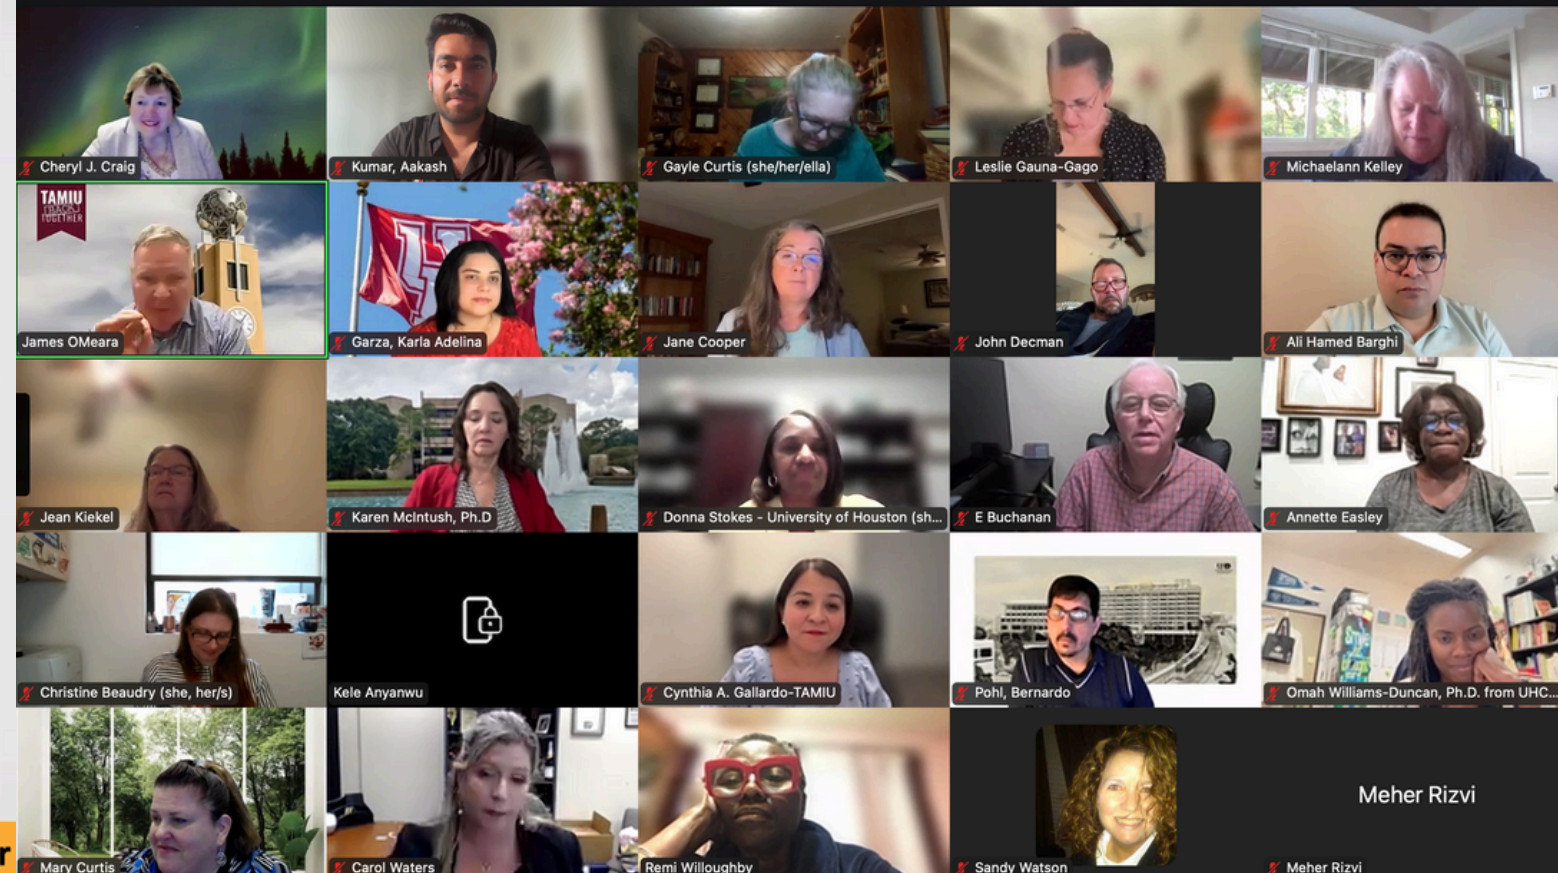 Cheryl J. Craig
Kumar, Aakash
Gayle Curtis (she/her/ella)
Leslie Gauna-Gago
Michaelann Kelley
TAMIU
TRACK
TOGETHER
James OMeara
Garza, Karla Adelina
Jane Cooper
John Decman
Ali Hamed Barghi
Jean Kiekel
Karen McIntush, Ph.D
Donna Stokes - University of Houston (sh...
E Buchanan
Annette Easley
Christine Beaudry (she, her/s)
Kele Anyanwu
Cynthia A. Gallardo-TAMIU
Pohl, Bernardo
Omah Williams-Duncan, Ph.D. from UHC...
r
Mary Curtis
Carol Waters
Remi Willoughby
Sandy Watson
Meher Rizvi
Meher Rizvi